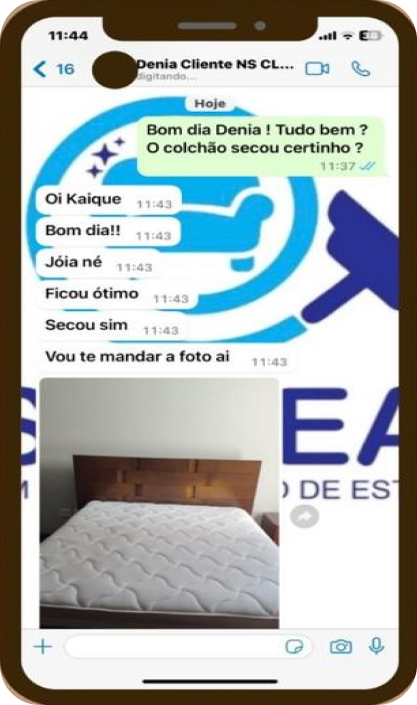 11:44
16
Denia Cliente NS CL...
digitando...
Hoje
Bom dia Denia ! Tudo bem ?
O colchão secou certinho ?
11:37
Oi Kaique 11:43
Bom dia!! 11:43
Jóia né 11:43
Ficou ótimo 11:43
Secou sim 11:43
Vou te mandar a foto ai 11:43
EA
DE EST